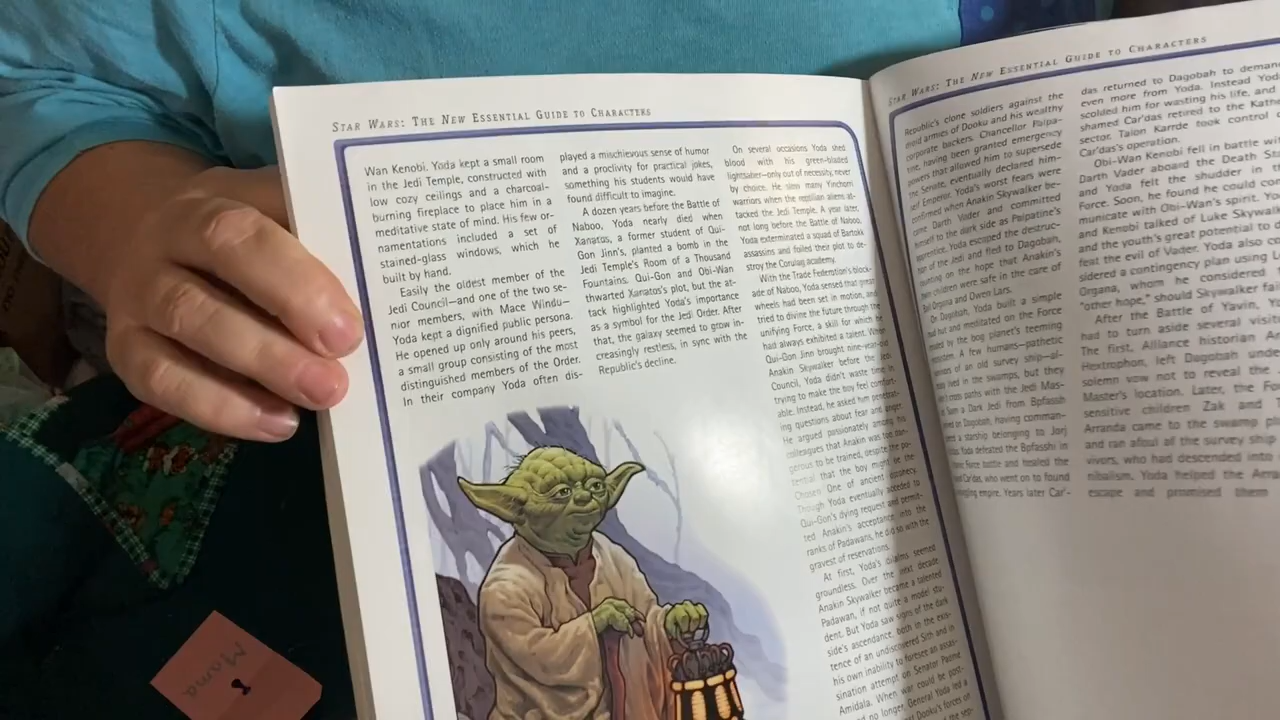 STAR WARS: THE NEW ESSENTIAL GUIDE TO CHARACTERS
Wan Kenobi. Yoda kept a small room
in the Jedi Temple, constructed with
low cozy ceilings and a charcoal-
burning fireplace to place him in a
meditative state of mind. His few or-
namentations included a set of
stained-glass windows, which he
built by hand.
Easily the oldest member of the
Jedi Council—and one of the two se-
nior members, with Mace Windu—
Yoda kept a dignified public persona.
He opened up only around his peers,
a small group consisting of the most
distinguished members of the Order.
In their company Yoda often dis-
played a mischievous sense of humor
and a proclivity for practical jokes,
something his students would have
found difficult to imagine.
A dozen years before the Battle of
Naboo, Yoda nearly died when
Xanatos, a former student of Qui-
Gon Jinn's, planted a bomb in the
Jedi Temple's Room of a Thousand
Fountains. Qui-Gon and Obi-Wan
thwarted Xanatos's plot, but the at-
tack highlighted Yoda's importance
as a symbol for the Jedi Order. After
that, the galaxy seemed to grow in-
creasingly restless, in sync with the
Republic's decline.
On several occasions Yoda shed
blood with his green-bladed
lightsaber—only out of necessity, never
by choice. He slew many Yinchorri
warriors when the reptilian aliens at-
tacked the Jedi Temple. A year later,
not long before the Battle of Naboo,
Yoda exterminated a squad of Bartokk
assassins and foiled their plot to de-
stroy the Corulag academy.
With the Trade Federation's block-
ade of Naboo, Yoda sensed that great
wheels had been set in motion, and
tried to divine the future through the
unifying Force, a skill for which he
had always exhibited a talent. When
Qui-Gon Jinn brought nine-year-old
Anakin Skywalker before the Jedi
Council, Yoda didn't waste time in
trying to make the boy feel comfort-
able. Instead, he asked him penetrat-
ing questions about fear and anger.
He argued passionately among his
colleagues that Anakin was too dan-
gerous to be trained, despite the po-
tential that the boy might be the
Chosen One of ancient prophecy.
Though Yoda eventually acceded to
Qui-Gon's dying request and permit-
ted Anakin's acceptance into the
ranks of Padawans, he did so with the
gravest of reservations.
At first, Yoda's qualms seemed
groundless. Over the next decade
Anakin Skywalker became a talented
Padawan, if not quite a model stu-
dent. But Yoda saw signs of the dark
side's ascendance, both in the exis-
tence of an undiscovered Sith and in
his own inability to foresee an assas-
sination attempt on Senator Padmé
Amidala. When war could be post-
no longer, General Yoda led a
Dooku's forces
the sep-
STAR WARS: THE NEW ESSENTIAL GUIDE TO CHARACTERS
Republic's clone soldiers against the
droid armies of Dooku and his wealthy
corporate backers. Chancellor Palpa-
tine, having been granted emergency
powers that allowed him to supersede
the Senate, eventually declared him-
self Emperor. Yoda's worst fears were
confirmed when Anakin Skywalker be-
came Darth Vader and committed
himself to the dark side as Palpatine's
apprentice. Yoda escaped the destruc-
tion of the Jedi and fled to Dagobah,
on the hope that Anakin's
children were safe in the care of
Organa and Owen Lars.
On Dagobah, Yoda built a simple
hut and meditated on the Force
by the bog planet's teeming
A few humans—pathetic
of an old survey ship—al-
lived in the swamps, but they
paths with the Jedi Mas-
a Dark Jedi from Bpfassh
on Dagobah, having comman-
a starship belonging to Jorj
Yoda defeated the Bpfasshi in
Force battle and healed the
Car'das, who went on to found
empire. Years later Car'-
das returned to Dagobah to deman
even more from Yoda. Instead Yod
scolded him for wasting his life, and
shamed Car'das retired to the Kath
sector. Talon Karrde took control o
Car'das's operation.
Obi-Wan Kenobi fell in battle wi
Darth Vader aboard the Death St
and Yoda felt the shudder in t
Force. Soon, he found he could com
municate with Obi-Wan's spirit. Yo
and Kenobi talked of Luke Skywal
and the youth's great potential to d
feat the evil of Vader. Yoda also co
sidered a contingency plan using L
Organa, whom he considered
"other hope," should Skywalker fal
After the Battle of Yavin, Y
had to turn aside several visit
The first, Alliance historian A
Hextrophon, left Dagobah unde
solemn vow not to reveal the
Master's location. Later, the Fo
sensitive children Zak and T
Arranda came to the swamp pl
and ran afoul all the survey ship
vivors, who had descended into
nibalism. Yoda helped the Arra
escape and promised them
Mama